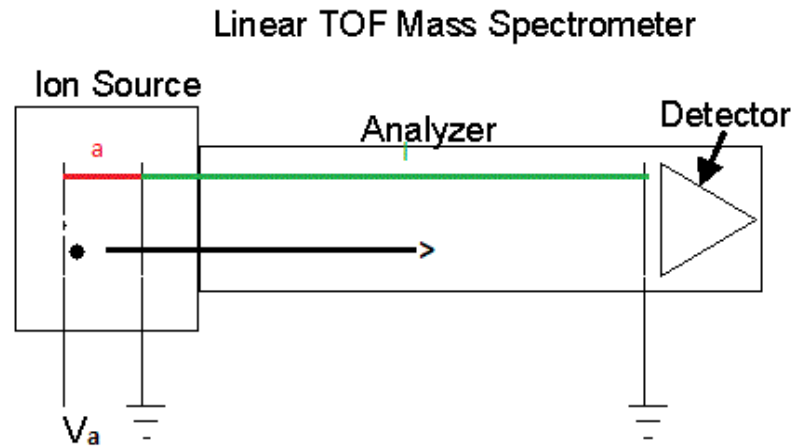 Linear TOF Mass Spectrometer
Ion Source
Detector
Analyzer
a
l
Va